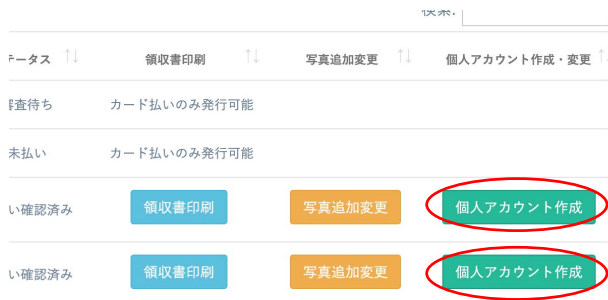 検索:
テータス 領収書印刷 写真追加変更 個人アカウント作成・変更
審査待ち カード払いのみ発行可能
未払い カード払いのみ発行可能
い確認済み 領収書印刷 写真追加変更 個人アカウント作成
い確認済み 領収書印刷 写真追加変更 個人アカウント作成